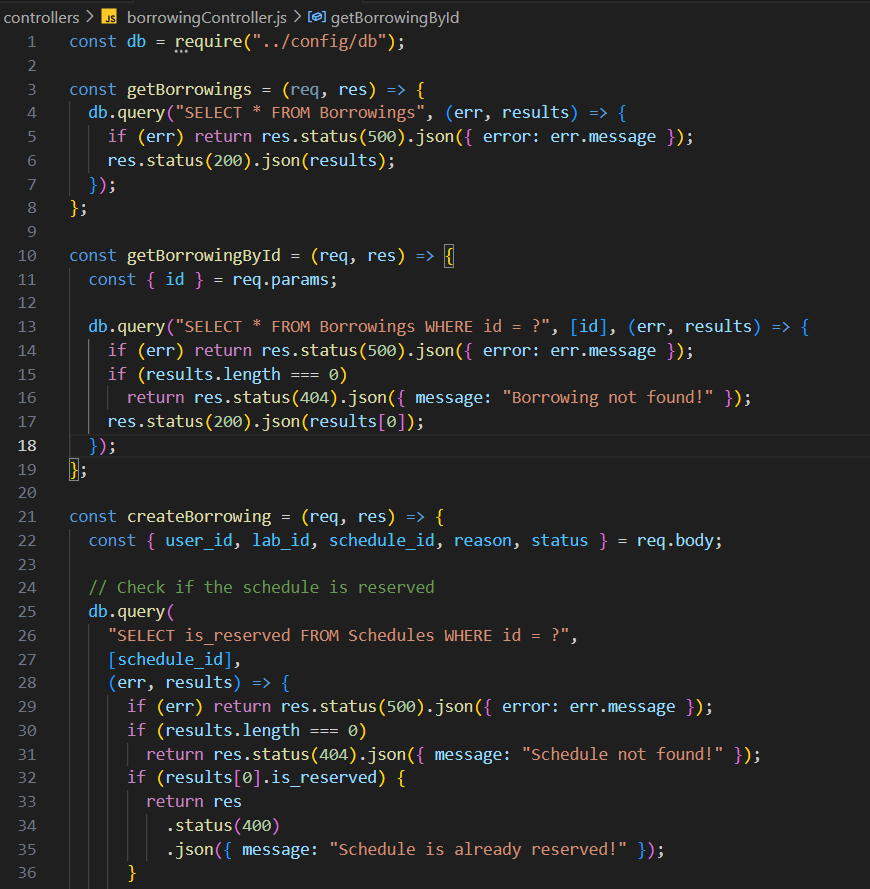 controllers > JS borrowingController.js > getBorrowingById
1 const db = require("../config/db");
2
3 const getBorrowings = (req, res) => {
4   db.query("SELECT * FROM Borrowings", (err, results) => {
5     if (err) return res.status(500).json({ error: err.message });
6     res.status(200).json(results);
7   });
8 };
9
10 const getBorrowingById = (req, res) => {
11   const { id } = req.params;
12
13   db.query("SELECT * FROM Borrowings WHERE id = ?", [id], (err, results) => {
14     if (err) return res.status(500).json({ error: err.message });
15     if (results.length === 0)
16       return res.status(404).json({ message: "Borrowing not found!" });
17     res.status(200).json(results[0]);
18   });
19 };
20
21 const createBorrowing = (req, res) => {
22   const { user_id, lab_id, schedule_id, reason, status } = req.body;
23
24   // Check if the schedule is reserved
25   db.query(
26     "SELECT is_reserved FROM Schedules WHERE id = ?",
27     [schedule_id],
28     (err, results) => {
29       if (err) return res.status(500).json({ error: err.message });
30       if (results.length === 0)
31         return res.status(404).json({ message: "Schedule not found!" });
32       if (results[0].is_reserved) {
33         return res
34           .status(400)
35           .json({ message: "Schedule is already reserved!" });
36       }